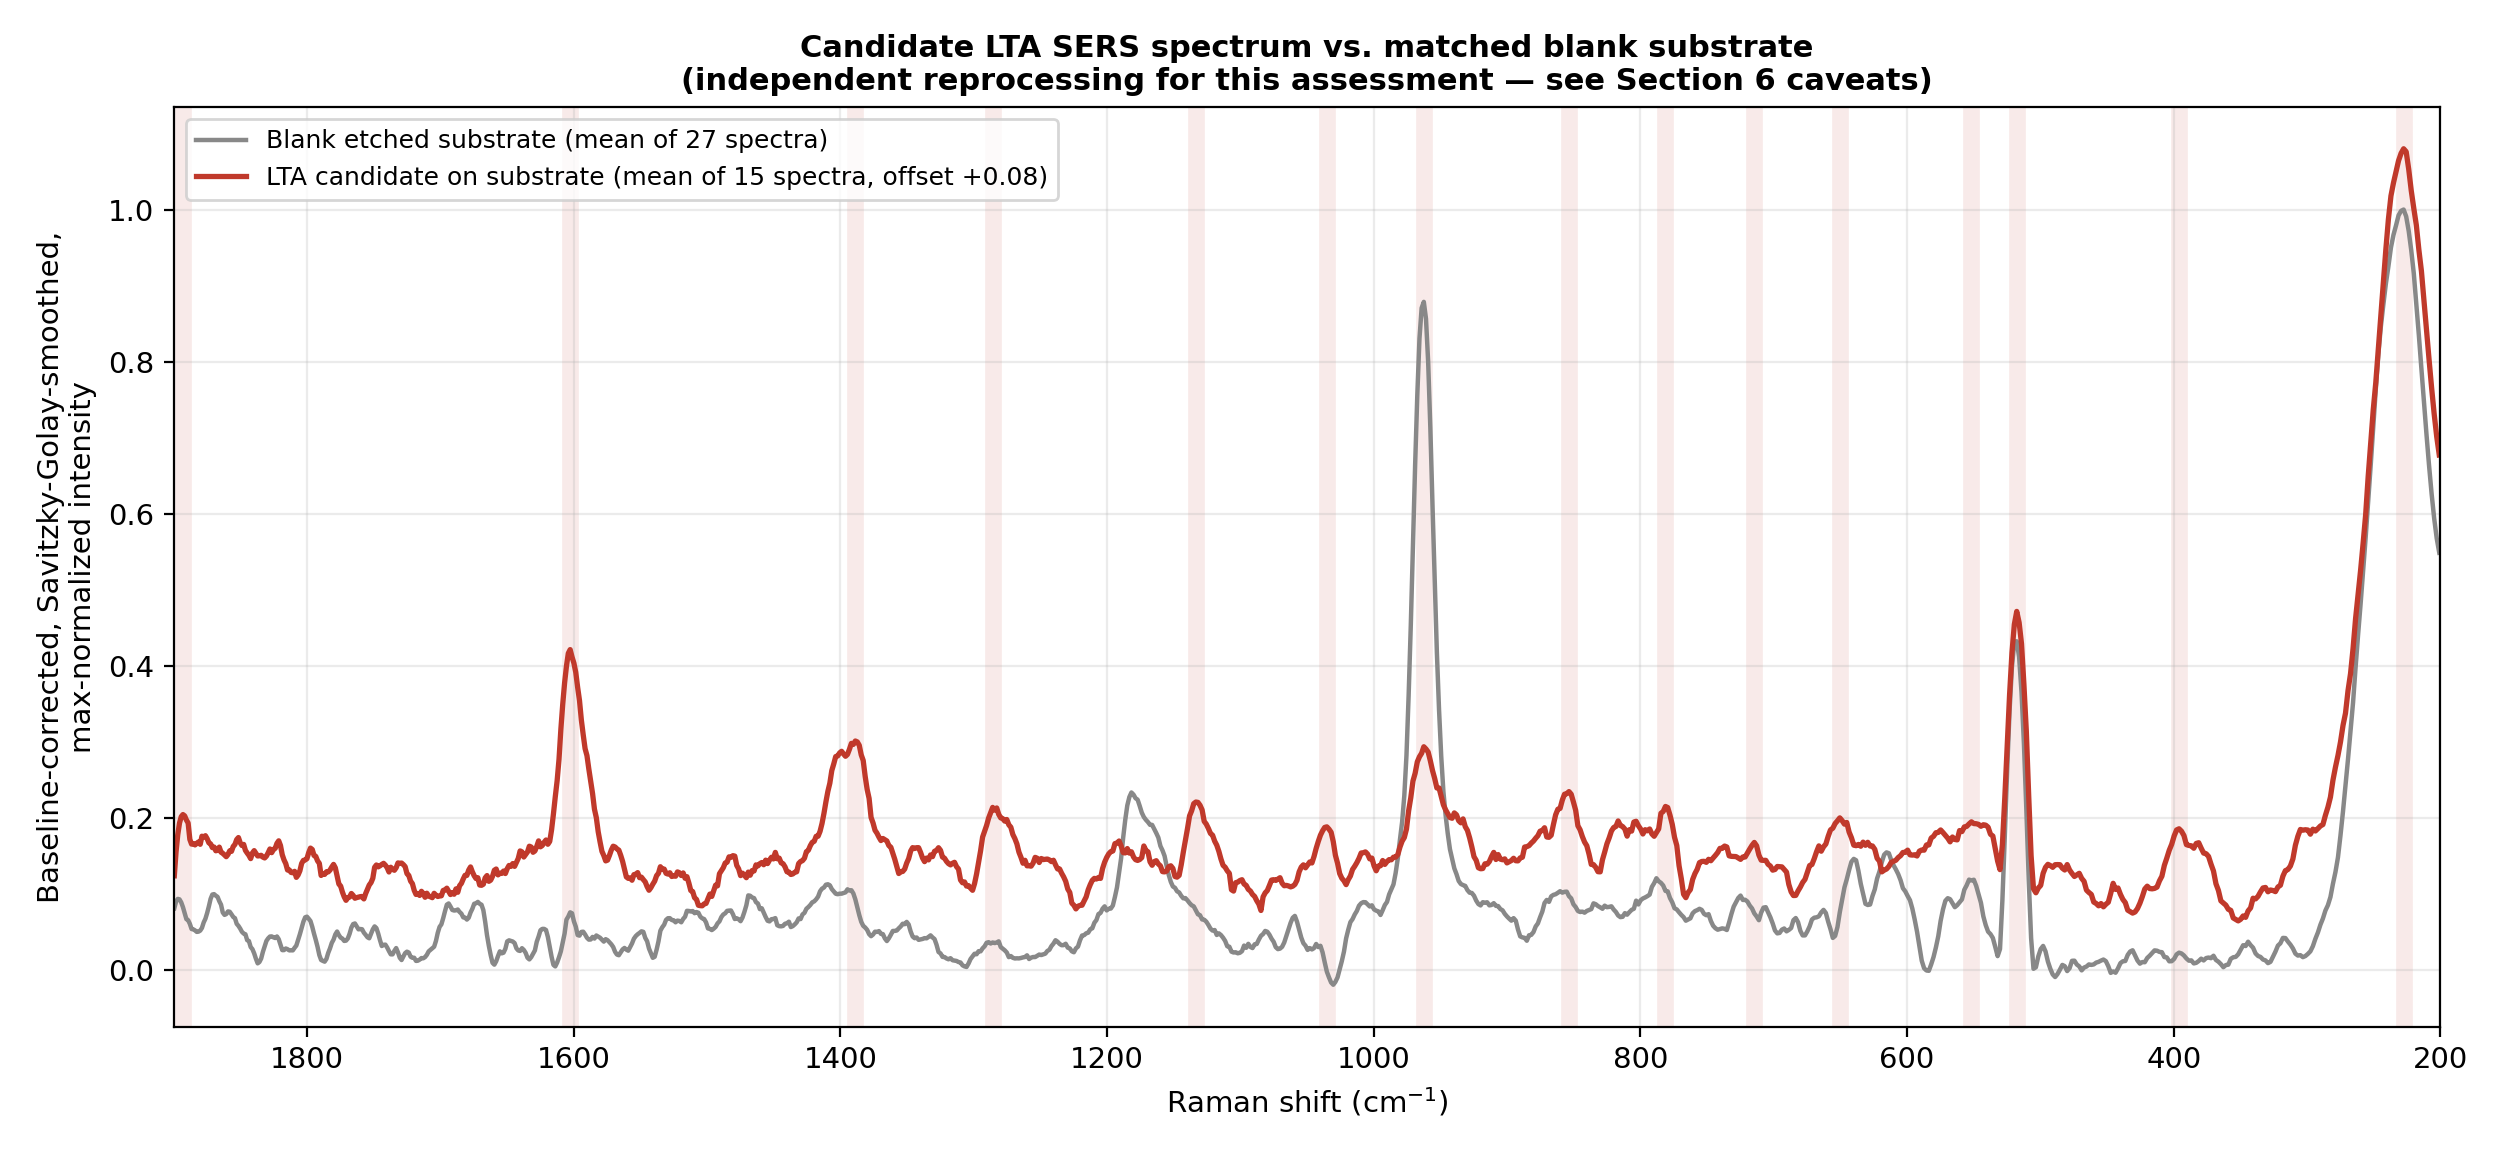 Candidate LTA SERS spectrum vs. matched blank substrate
(independent reprocessing for this assessment — see Section 6 caveats)
Blank etched substrate (mean of 27 spectra)
LTA candidate on substrate (mean of 15 spectra, offset +0.08)
Baseline-corrected, Savitzky-Golay-smoothed,
max-normalized intensity
1.0
0.8
0.6
0.4
0.2
0.0
1800 1600 1400 1200 1000 800 600 400 200
Raman shift (cm⁻¹)